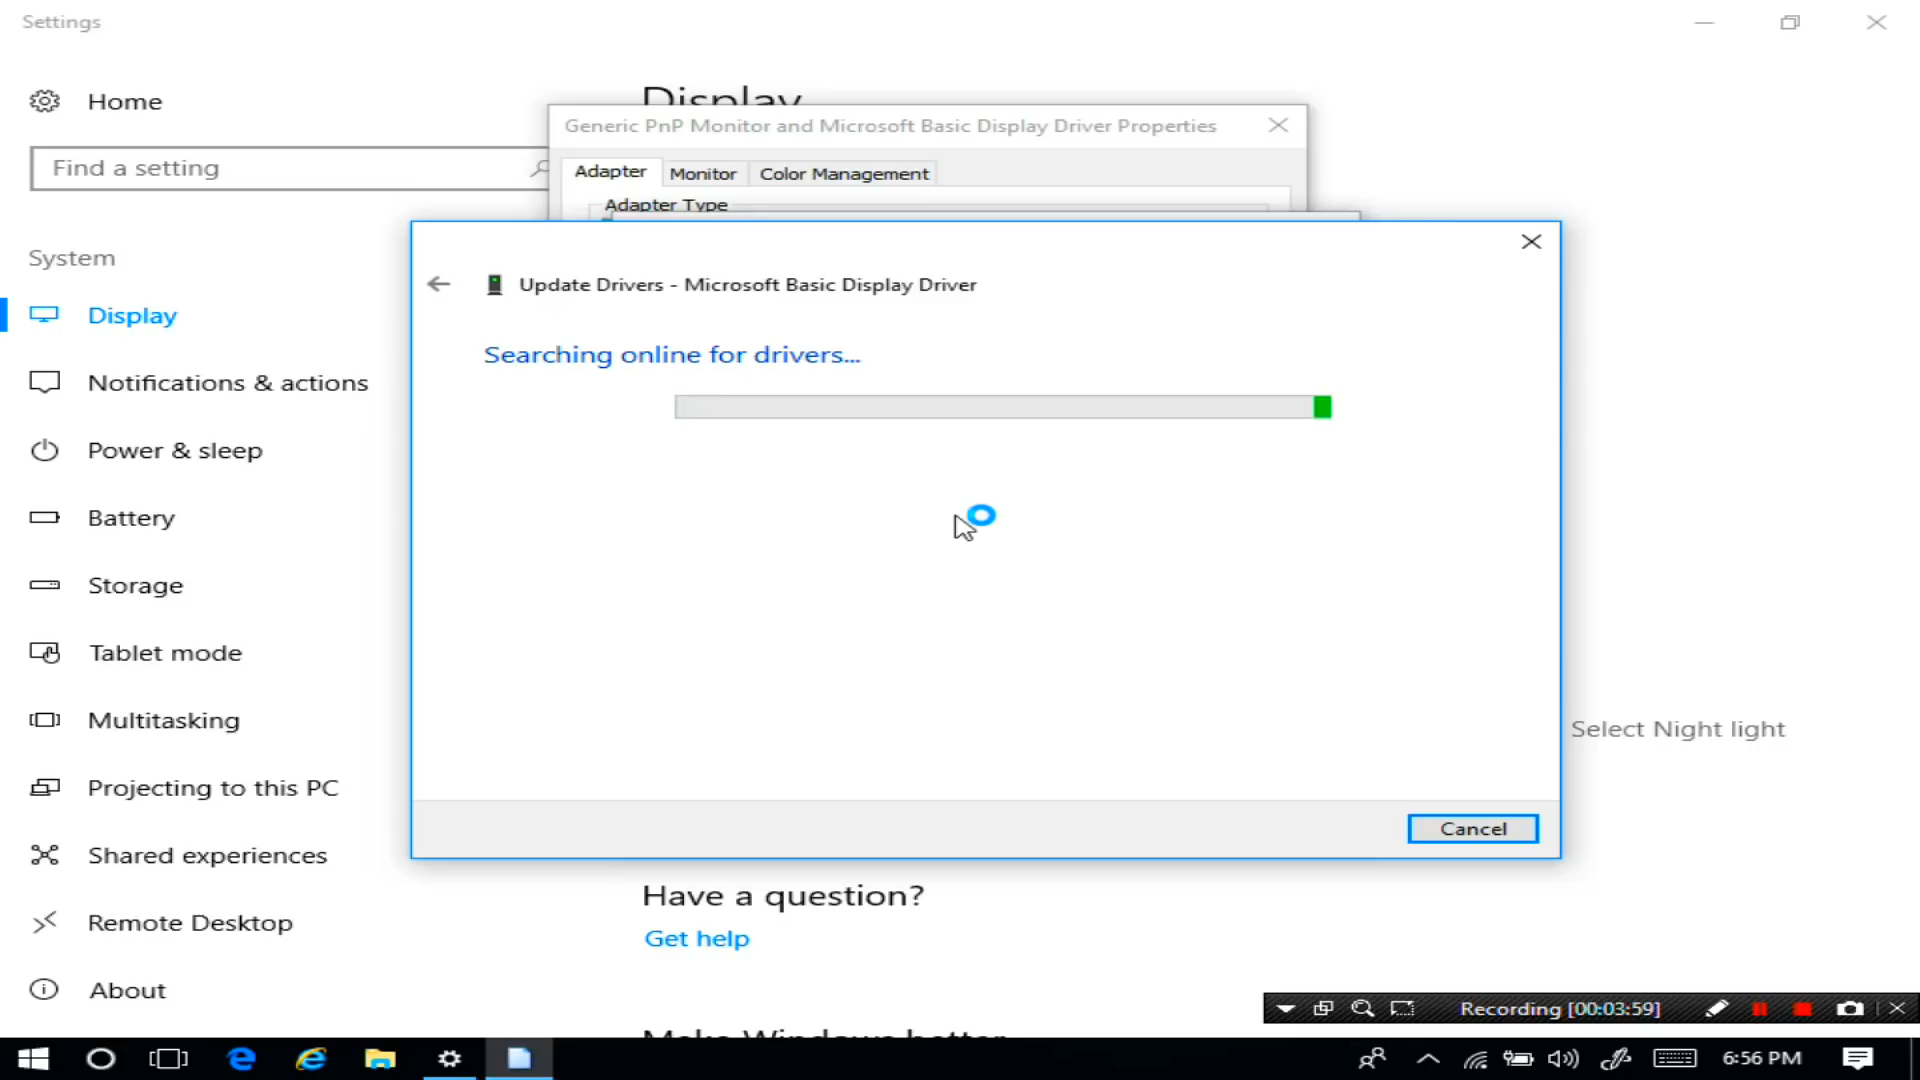 Settings
Home
Find a setting
System
Display
Notifications & actions
Power & sleep
Battery
Storage
Tablet mode
Multitasking
Projecting to this PC
Shared experiences
Remote Desktop
About
Display
Generic PnP Monitor and Microsoft Basic Display Driver Properties
Adapter
Monitor
Color Management
Adapter Type
Update Drivers - Microsoft Basic Display Driver
Searching online for drivers...
Cancel
Select Night light
Have a question?
Get help
Make Windows better
Recording [00:03:59]
6:56 PM